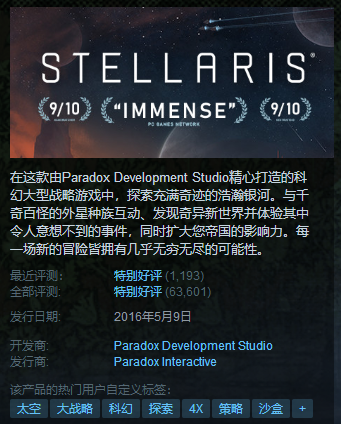 STELLARIS®
9/10
"IMMENSE"
PC GAMES NETWORK
9/10
在这款由Paradox Development Studio精心打造的科
幻大型战略游戏中，探索充满奇迹的浩瀚银河。与千
奇百怪的外星种族互动、发现奇异新世界并体验其中
令人意想不到的事件，同时扩大您帝国的影响力。每
一场新的冒险皆拥有几乎无穷无尽的可能性。
最近评测： 特别好评 (1,193)
全部评测: 特别好评 (63,601)
发行日期: 2016年5月9日
开发商: Paradox Development Studio
发行商: Paradox Interactive
该产品的热门用户自定义标签：
太空 大战略 科幻 探索 4X 策略 沙盒 +